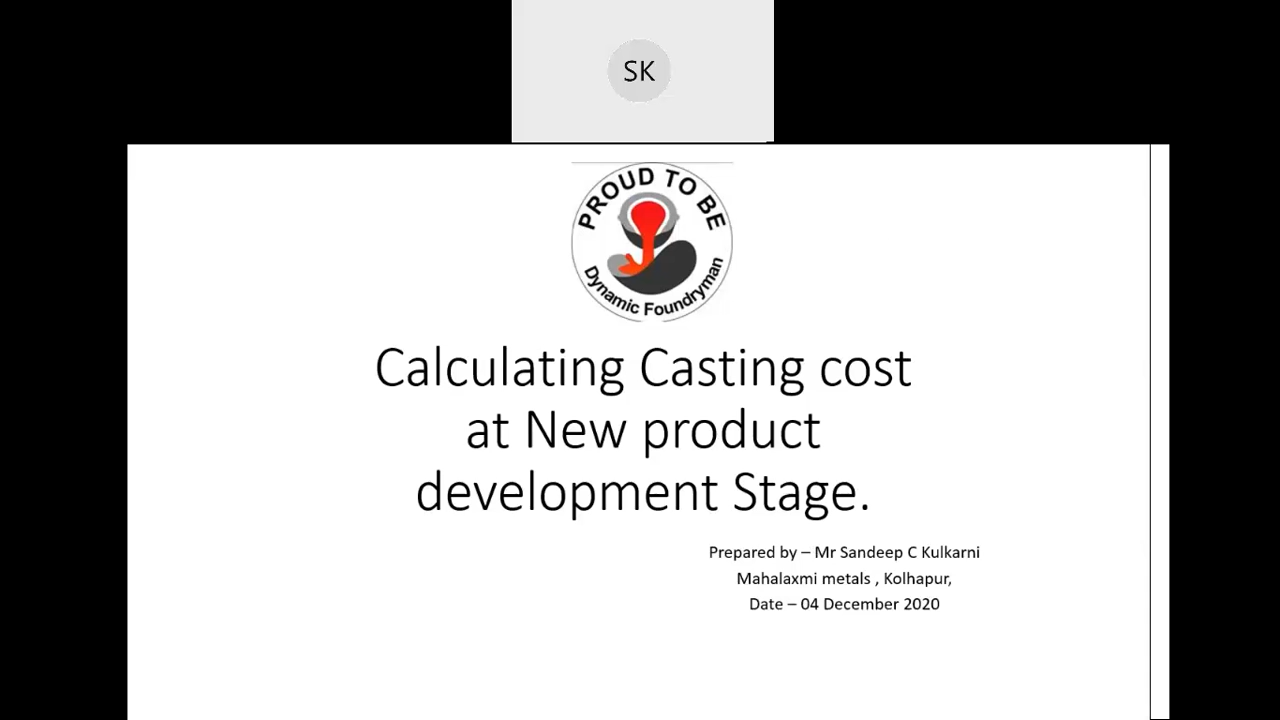 SK
PROUD TO BE
Dynamic Foundryman
Calculating Casting cost
at New product
development Stage.
Prepared by – Mr Sandeep C Kulkarni
Mahalaxmi metals , Kolhapur,
Date – 04 December 2020